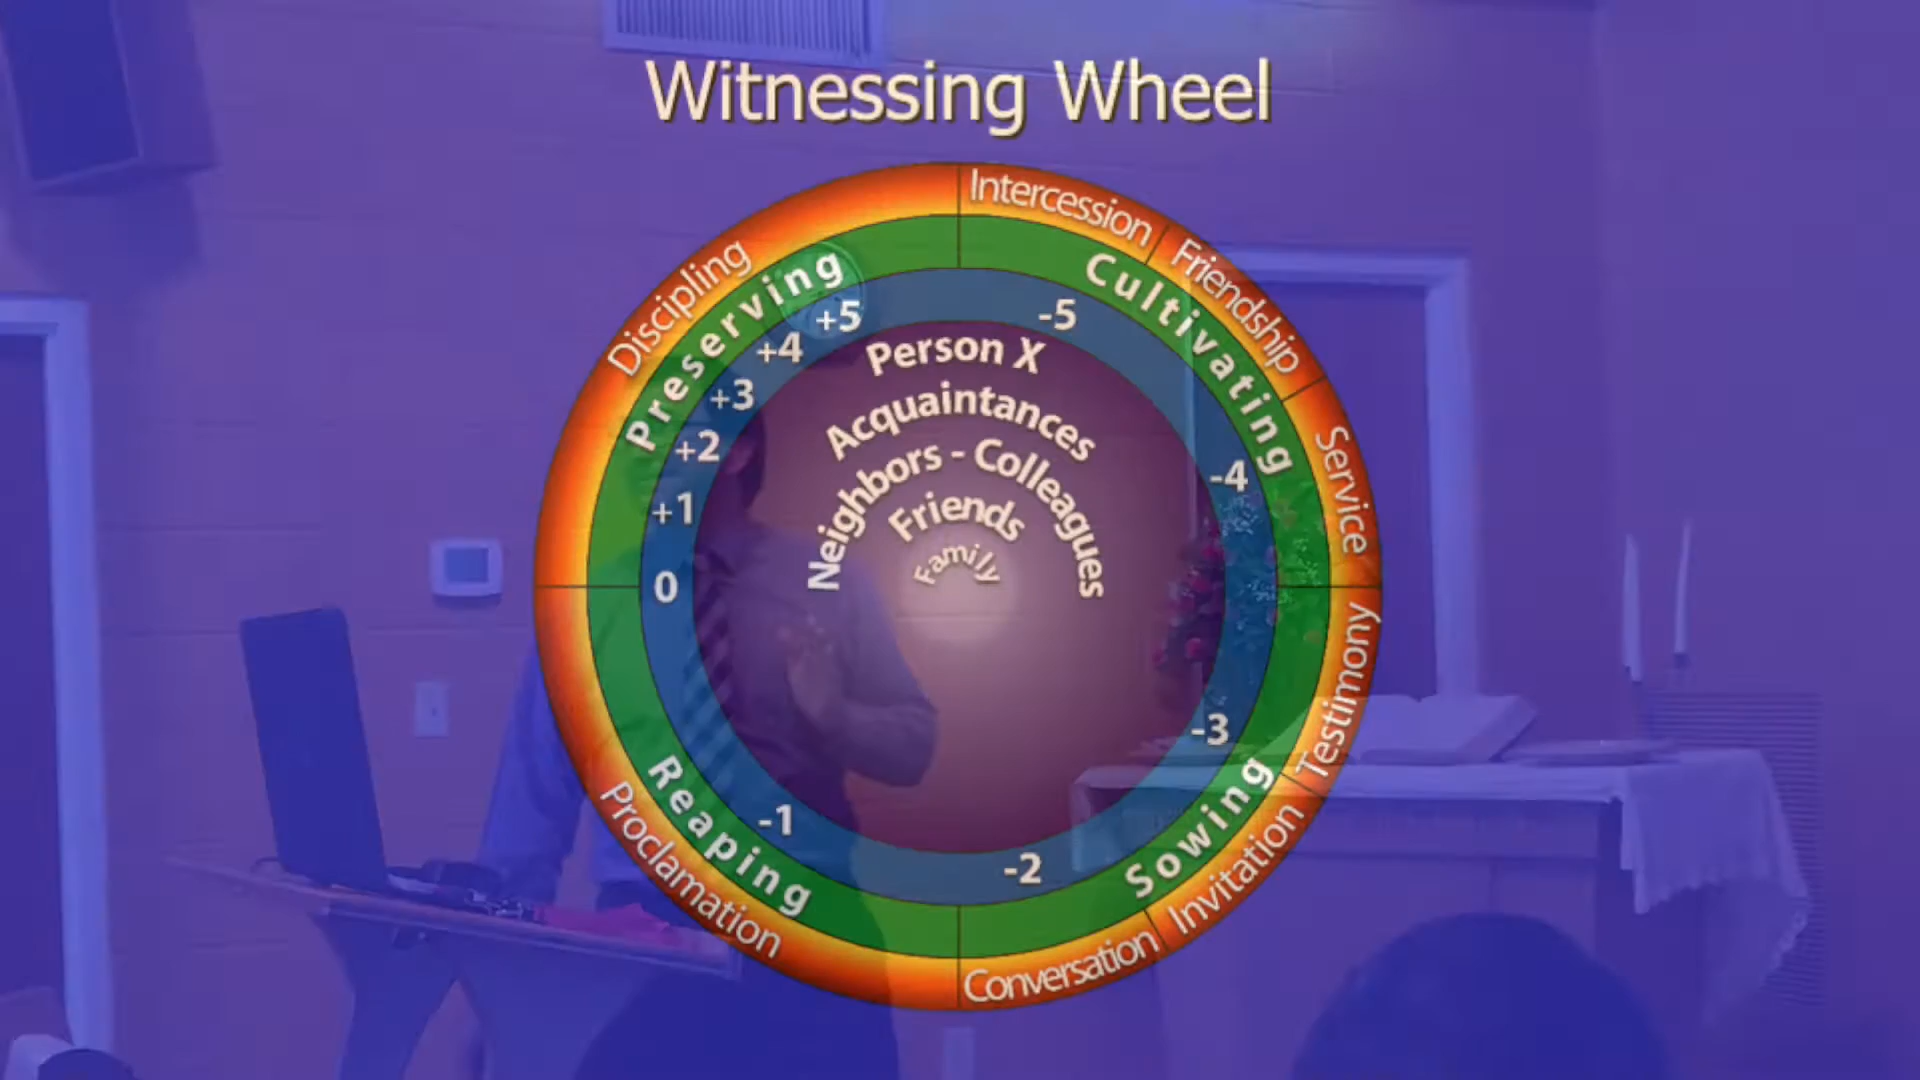 Witnessing Wheel
Intercession
Friendship
Service
Testimony
Invitation
Conversation
Proclamation
Discipling
Cultivating
Sowing
Reaping
Preserving
-5
-4
-3
-2
-1
0
+1
+2
+3
+4
+5
Person X
Acquaintances
Neighbors - Colleagues
Friends
Family